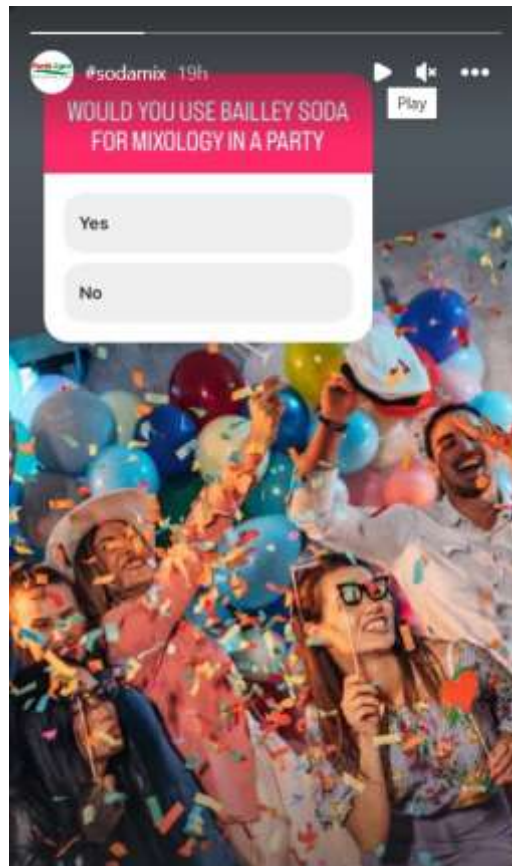 #sodamix 19h
Play
WOULD YOU USE BAILLEY SODA
FOR MIXOLOGY IN A PARTY
Yes
No